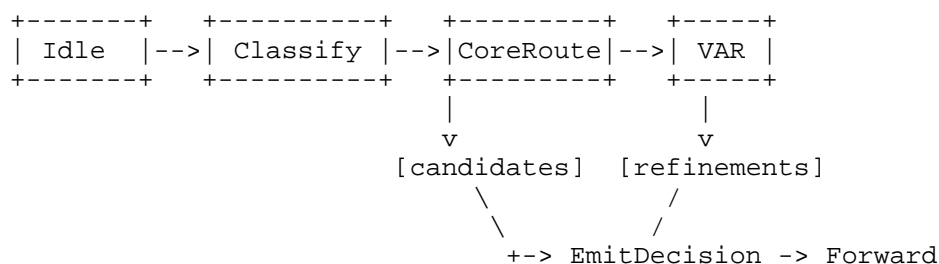 +-------+   +----------+   +---------+   +-----+
| Idle  |-->| Classify |-->|CoreRoute|-->| VAR |
+-------+   +----------+   +---------+   +-----+
                           |               |
                           v               v
                        [candidates]  [refinements]
                             \           /
                              \         /
                               +-> EmitDecision -> Forward